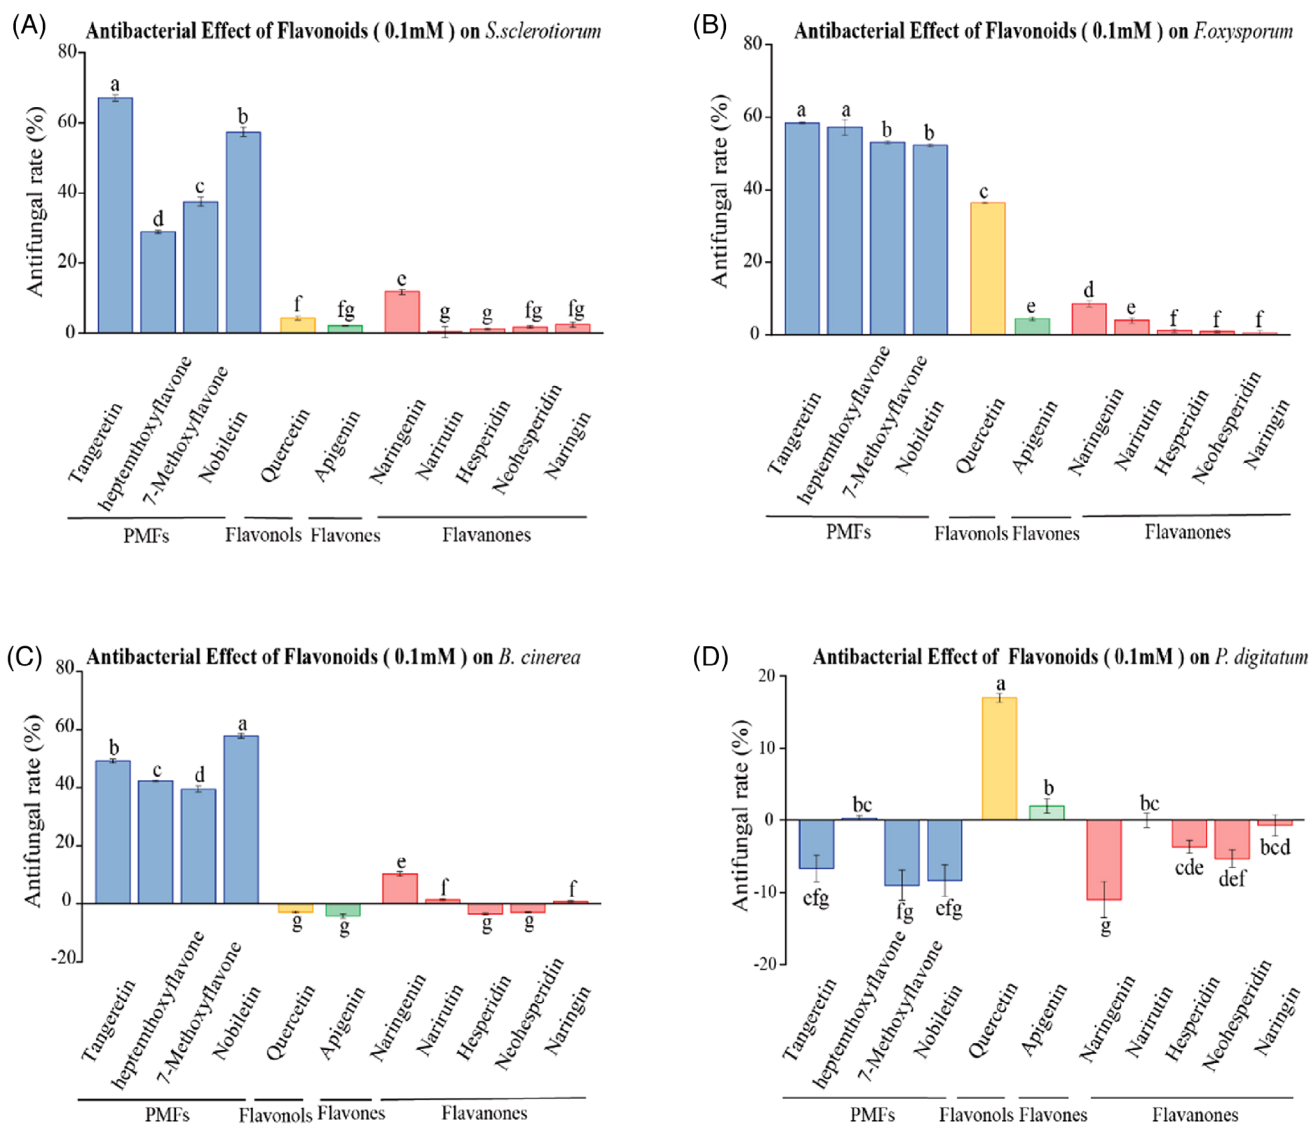 (A)
Antibacterial Effect of Flavonoids ( 0.1mM ) on S.sclerotiorum
Antifungal rate (%)
80
60
40
20
0
a
d
c
b
f
fg
e
g
g
fg
fg
Tangeretin
heptemthoxyflavone
7-Methoxyflavone
Nobiletin
Quercetin
Apigenin
Naringenin
Narirutin
Hesperidin
Neohesperidin
Naringin
PMFs
Flavonols
Flavones
Flavanones
(B)
Antibacterial Effect of Flavonoids ( 0.1mM ) on F.oxysporum
Antifungal rate (%)
80
60
40
20
0
a
a
b
b
c
e
d
e
f
f
f
Tangeretin
heptemthoxyflavone
7-Methoxyflavone
Nobiletin
Quercetin
Apigenin
Naringenin
Narirutin
Hesperidin
Neohesperidin
Naringin
PMFs
Flavonols
Flavones
Flavanones
(C)
Antibacterial Effect of Flavonoids ( 0.1mM ) on B. cinerea
Antifungal rate (%)
80
60
40
20
0
-20
b
c
d
a
g
g
e
f
g
g
f
Tangeretin
heptemthoxyflavone
7-Methoxyflavone
Nobiletin
Quercetin
Apigenin
Naringenin
Narirutin
Hesperidin
Neohesperidin
Naringin
PMFs
Flavonols
Flavones
Flavanones
(D)
Antibacterial Effect of Flavonoids ( 0.1mM ) on P. digitatum
Antifungal rate (%)
20
10
0
-10
-20
efg
bc
fg
efg
a
b
g
bc
cde
def
bcd
Tangeretin
heptemthoxyflavone
7-Methoxyflavone
Nobiletin
Quercetin
Apigenin
Naringenin
Narirutin
Hesperidin
Neohesperidin
Naringin
PMFs
Flavonols
Flavones
Flavanones